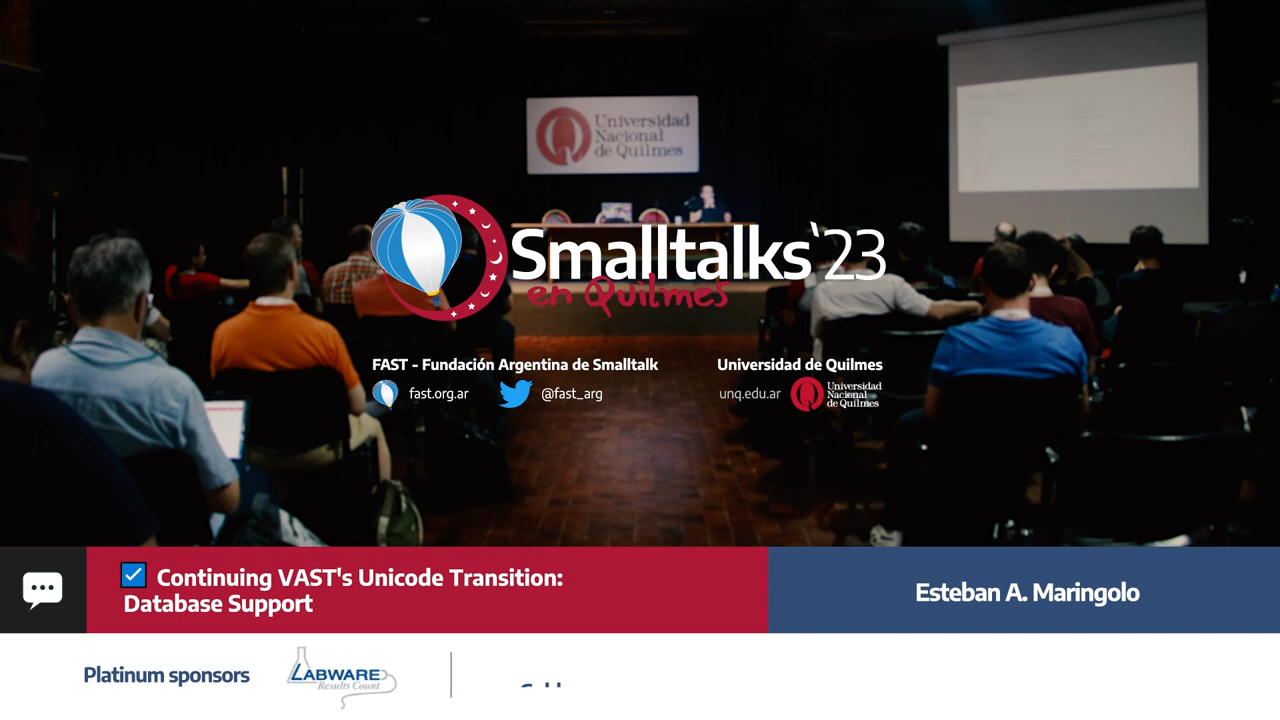 Universidad
Nacional
de Quilmes
Smalltalks'23
en Quilmes
FAST - Fundación Argentina de Smalltalk
fast.org.ar
@fast_arg
Universidad de Quilmes
unq.edu.ar
Universidad
Nacional
de Quilmes
Continuing VAST's Unicode Transition:
Database Support
Esteban A. Maringolo
Platinum sponsors
LABWARE
Results Count